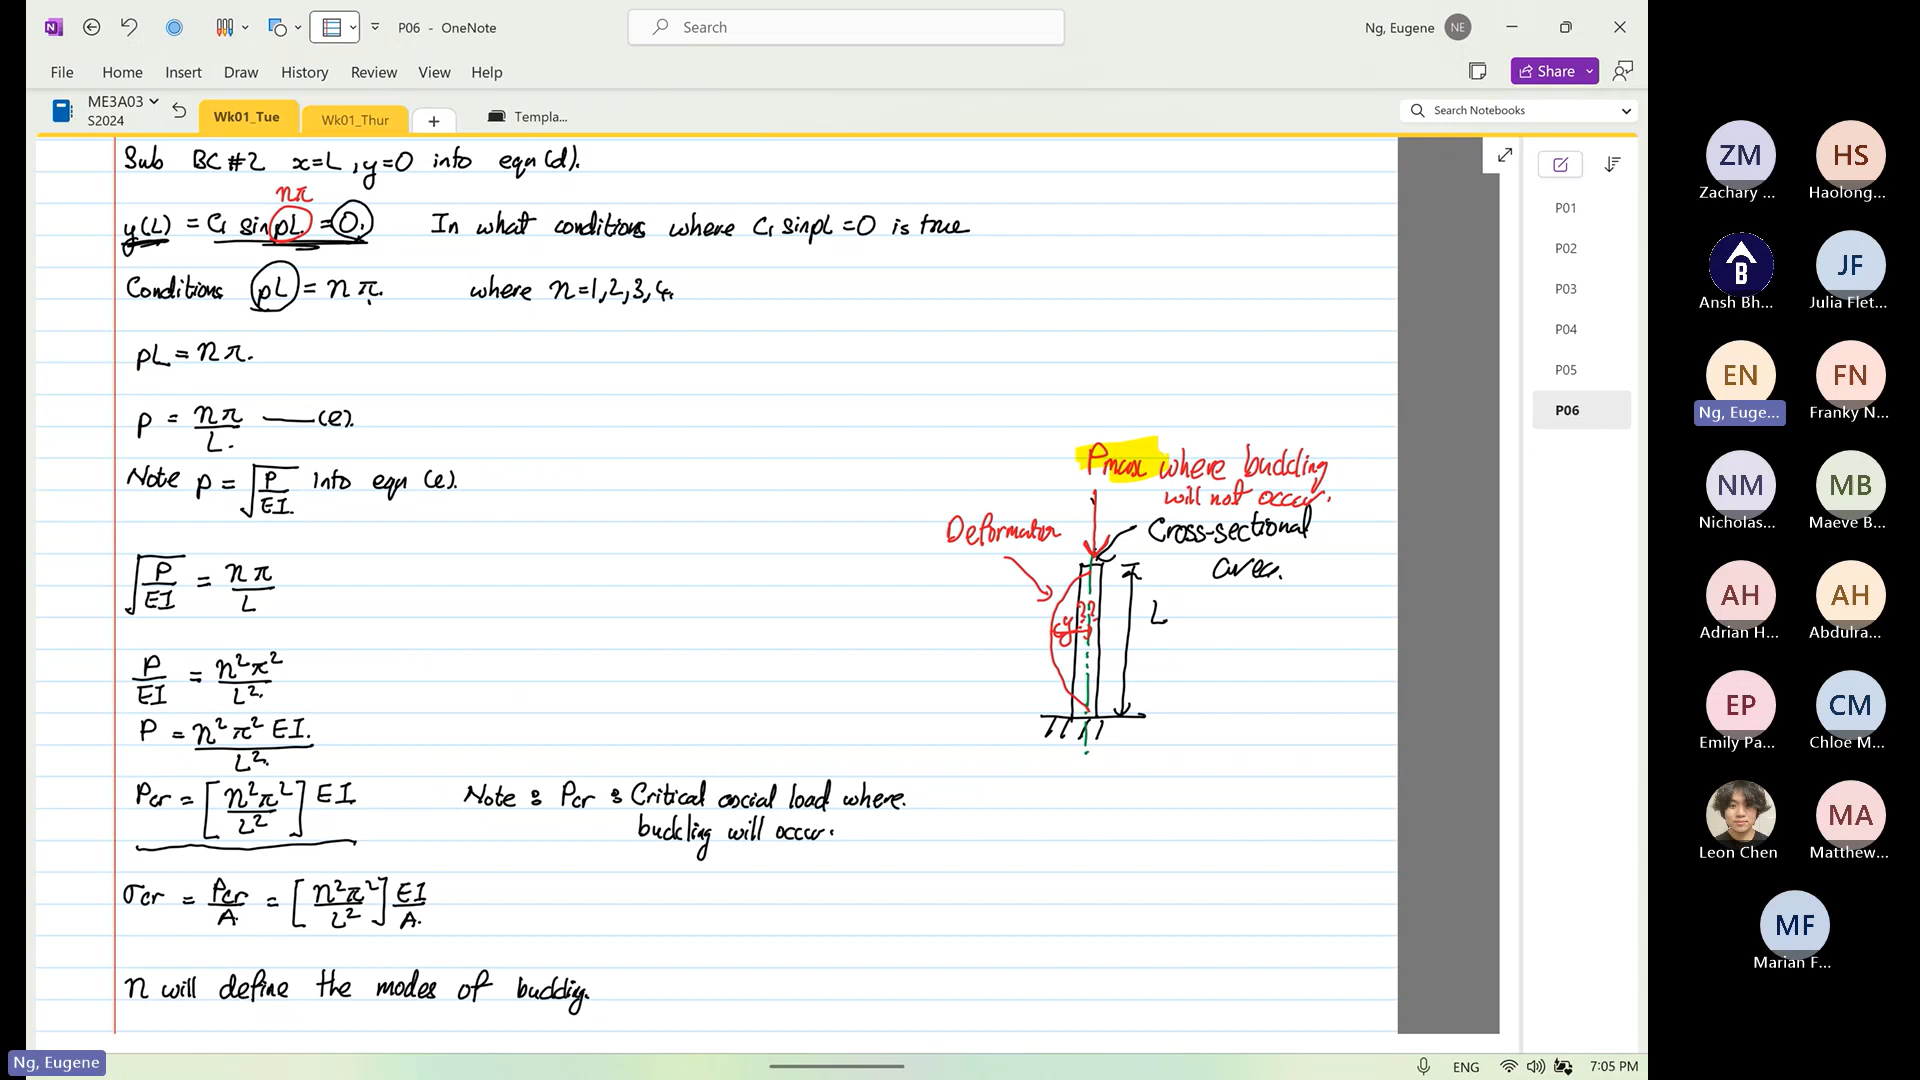 P06 - OneNote
Search
Ng, Eugene
NE
File Home Insert Draw History Review View Help
Share
ME3A03
S2024
Wk01_Tue
Wk01_Thur
Templa...
Search Notebooks
Sub BC #2 x=L, y=0 into eqn (d).
nπ
y(L) = C₁ sin pL = 0. In what conditions where C₁ sin pL = 0 is true
Conditions pL = nπ. where n=1,2,3,4.
pL = nπ.
p = nπ/L. —— (e).
Note p = √(P/EI) into eqn (e).
√(P/EI) = nπ/L
P/EI = n²π²/L²
P = n²π² EI./L²
Pcr = [n²π²/L²] EI
Note : Pcr : Critical axial load where.
buckling will occur.
σcr = Pcr/A = [n²π²/L²] EI/A.
n will define the modes of buckling.
Pmax where buckling
will not occur.
Deformation
Cross-sectional
area.
y
??
L
P01
P02
P03
P04
P05
P06
ZM
Zachary ...
HS
Haolong...
B
Ansh Bh...
JF
Julia Flet...
EN
Ng, Euge...
FN
Franky N...
NM
Nicholas...
MB
Maeve B...
AH
Adrian H...
AH
Abdulra...
EP
Emily Pa...
CM
Chloe M...
Leon Chen
MA
Matthew...
MF
Marian F...
Ng, Eugene
ENG
7:05 PM